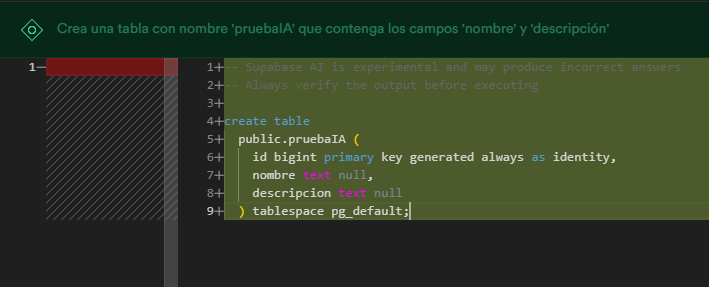 Crea una tabla con nombre 'pruebaIA' que contenga los campos 'nombre' y 'descripción'
1—
1+-- Supabase AI is experimental and may produce incorrect answers
2+-- Always verify the output before executing
3+
4+create table
5+  public.pruebaIA (
6+    id bigint primary key generated always as identity,
7+    nombre text null,
8+    descripcion text null
9+  ) tablespace pg_default;